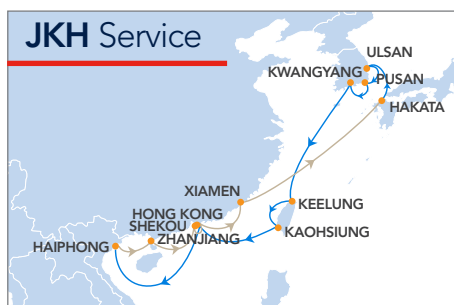 JKH Service
ULSAN
KWANGYANG
PUSAN
HAKATA
XIAMEN
KEELUNG
HONG KONG
SHEKOU
KAOHSIUNG
HAIPHONG
ZHANJIANG